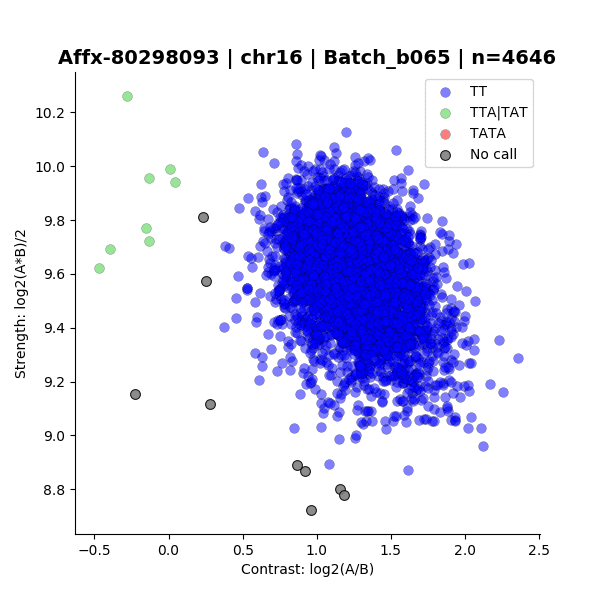 Affx-80298093 | chr16 | Batch_b065 | n=4646
TT
TTA|TAT
TATA
No call
Strength: log2(A*B)/2
10.2
10.0
9.8
9.6
9.4
9.2
9.0
8.8
−0.5 0.0 0.5 1.0 1.5 2.0 2.5
Contrast: log2(A/B)